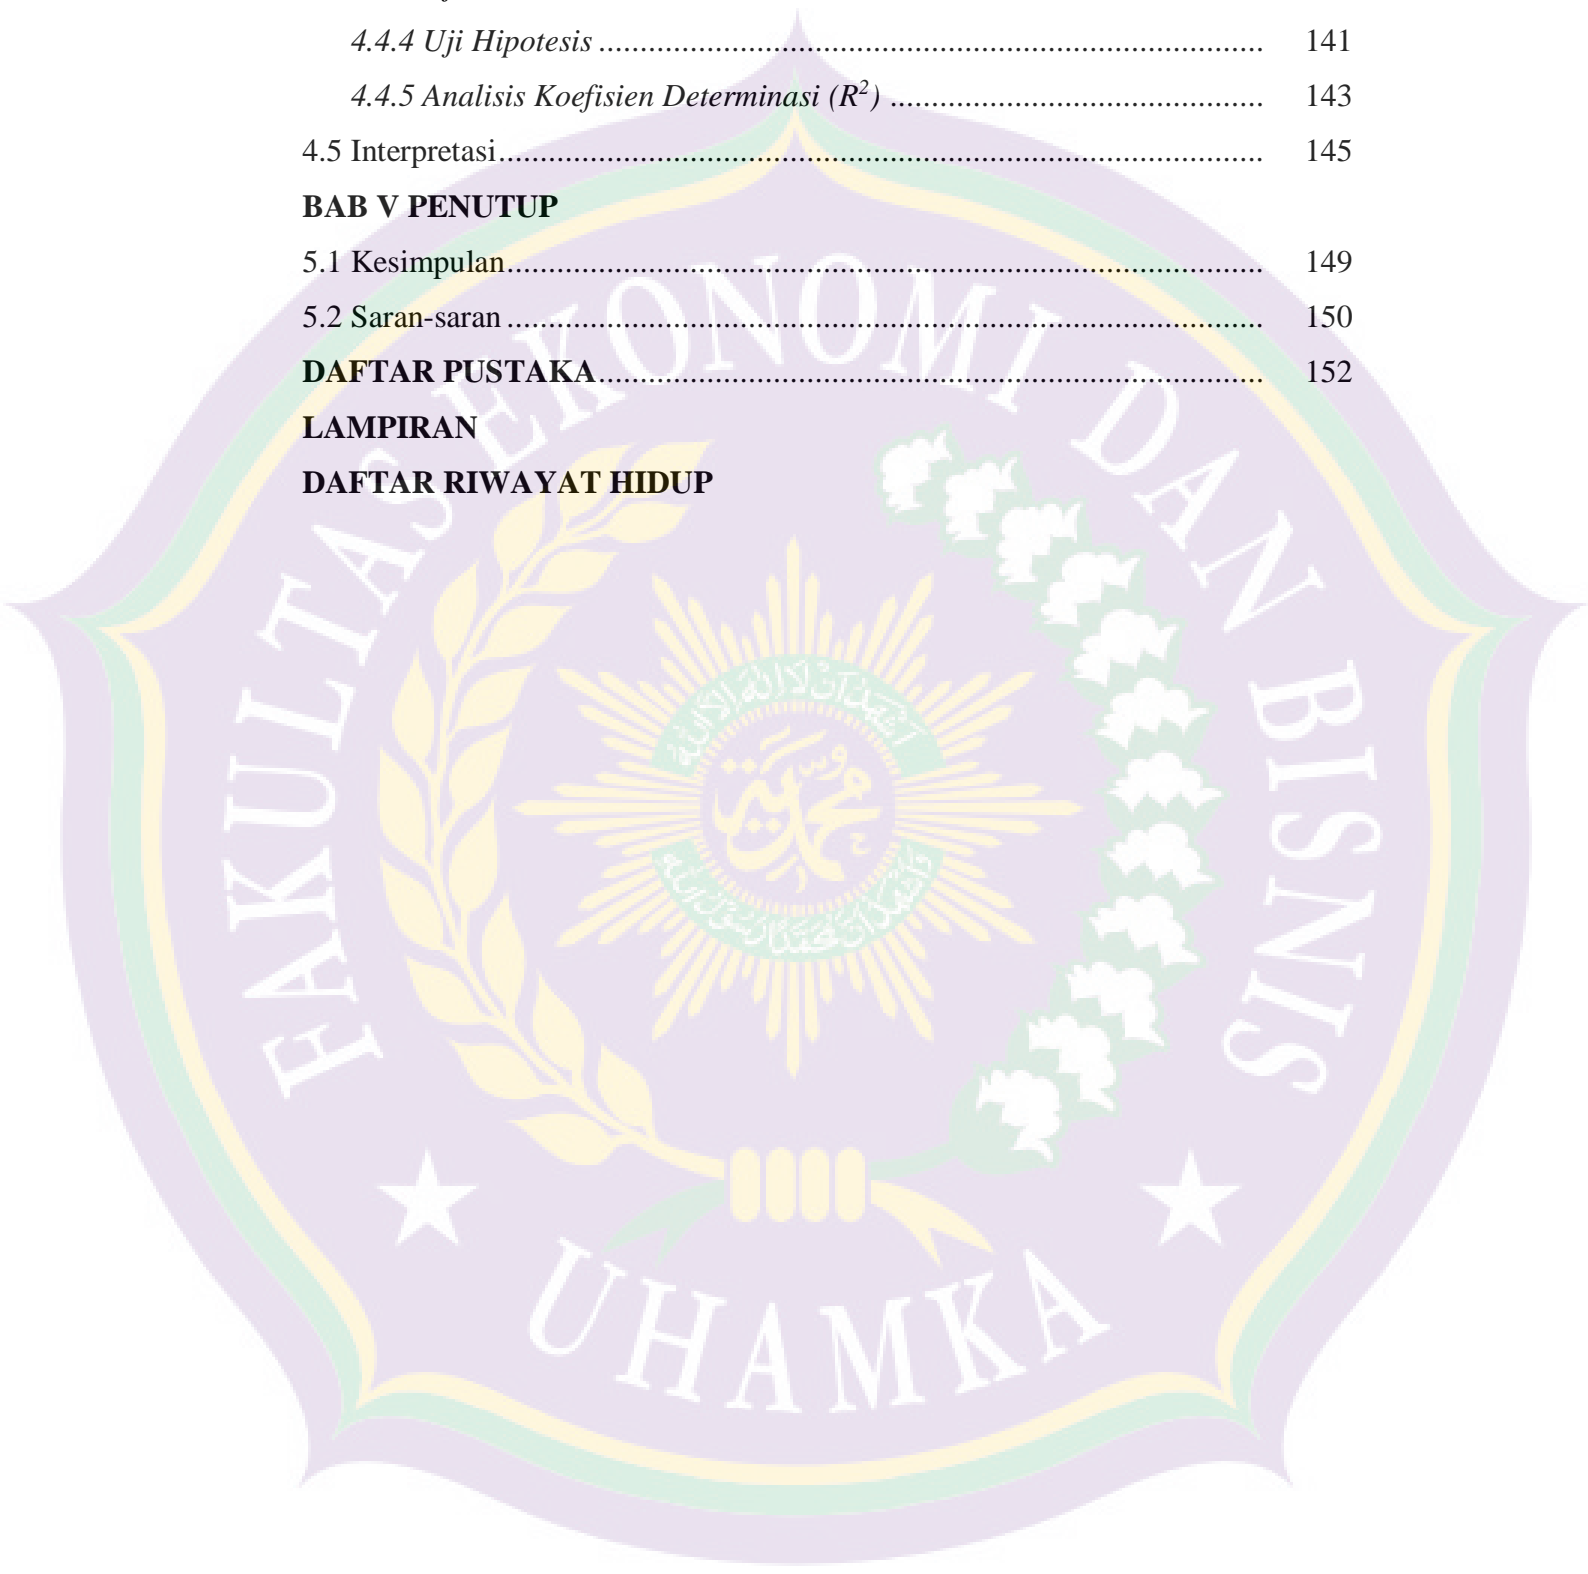 4.4.4 Uji Hipotesis ................................................................................ 141
4.4.5 Analisis Koefisien Determinasi (R²) ............................................. 143
4.5 Interpretasi............................................................................................ 145
BAB V PENUTUP
5.1 Kesimpulan........................................................................................... 149
5.2 Saran-saran ........................................................................................... 150
DAFTAR PUSTAKA................................................................................ 152
LAMPIRAN
DAFTAR RIWAYAT HIDUP
FAKULTAS EKONOMI DAN BISNIS
محمدية
UHAMKA